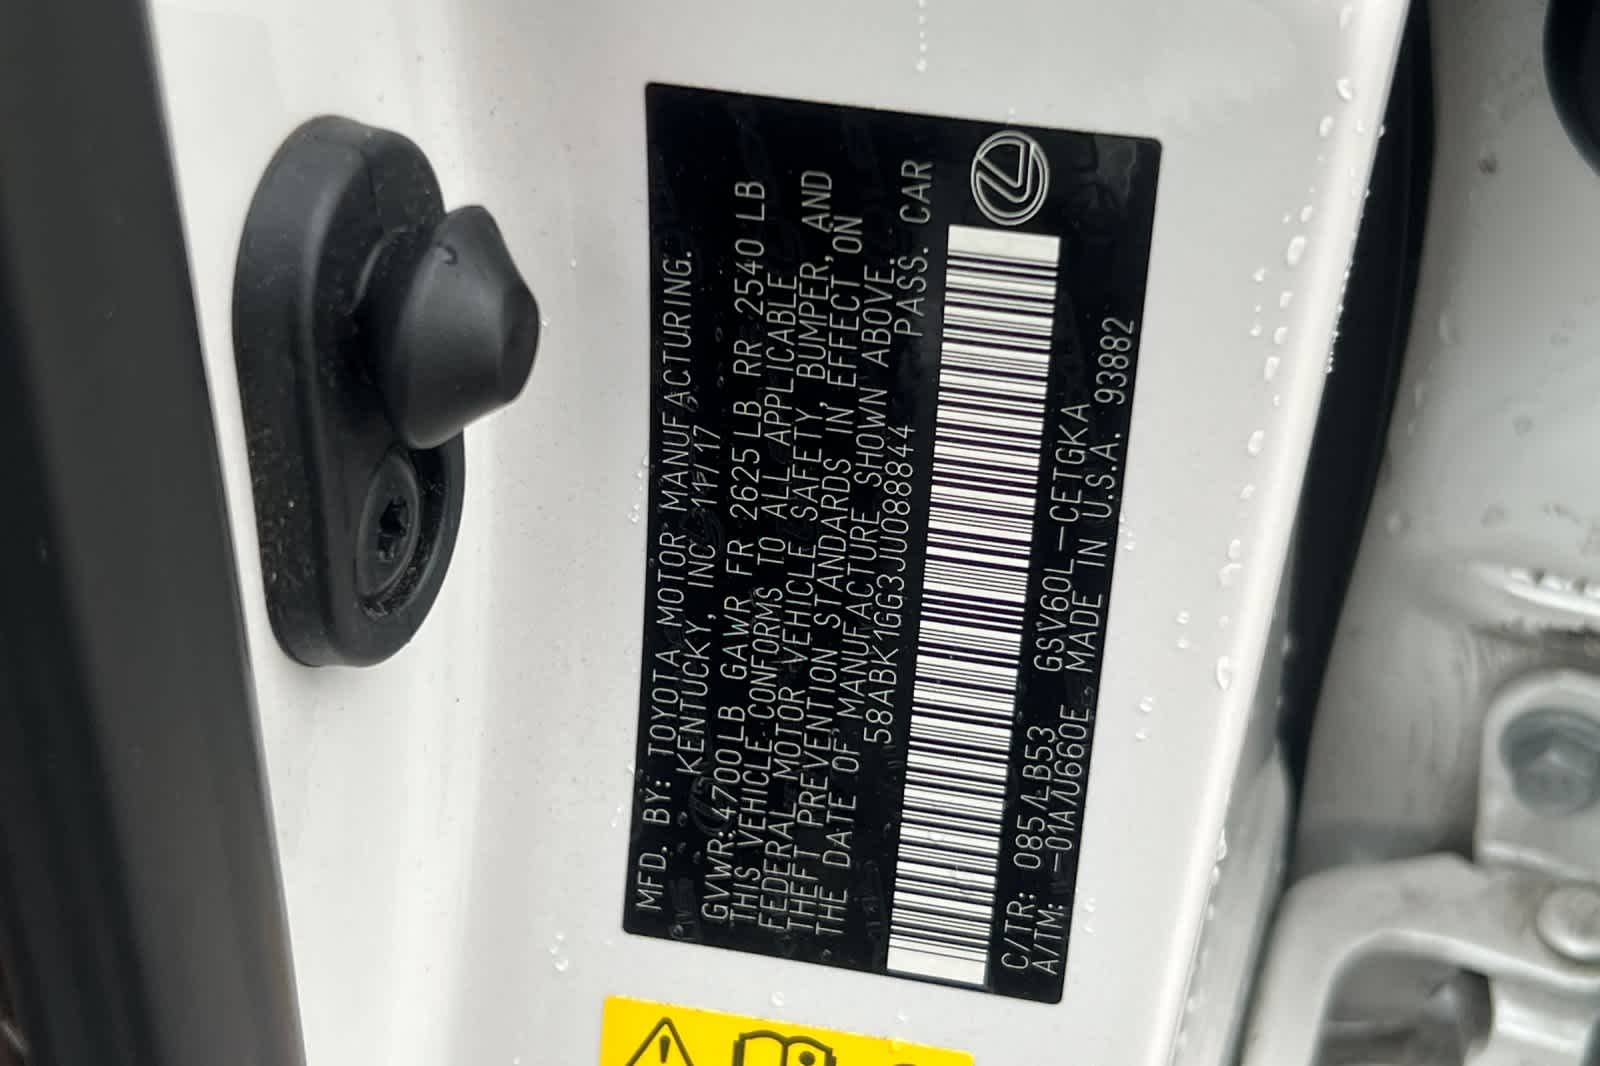 MFD. BY: TOYOTA MOTOR MANUFACTURING.
KENTUCKY, INC 11/17
GVWR: 4700 LB GAWR FR 2625 LB RR 2540 LB
THIS VEHICLE CONFORMS TO ALL APPLICABLE
FEDERAL MOTOR VEHICLE SAFETY BUMPER, AND
THEFT PREVENTION STANDARDS IN EFFECT ON
THE DATE OF MANUFACTURE SHOWN ABOVE.
58ABK1GG3JU088844 PASS. CAR
C/TR: 085/LB53 GSV60L-CETGKA
A/TM: -01A/U660E MADE IN U.S.A. 93882